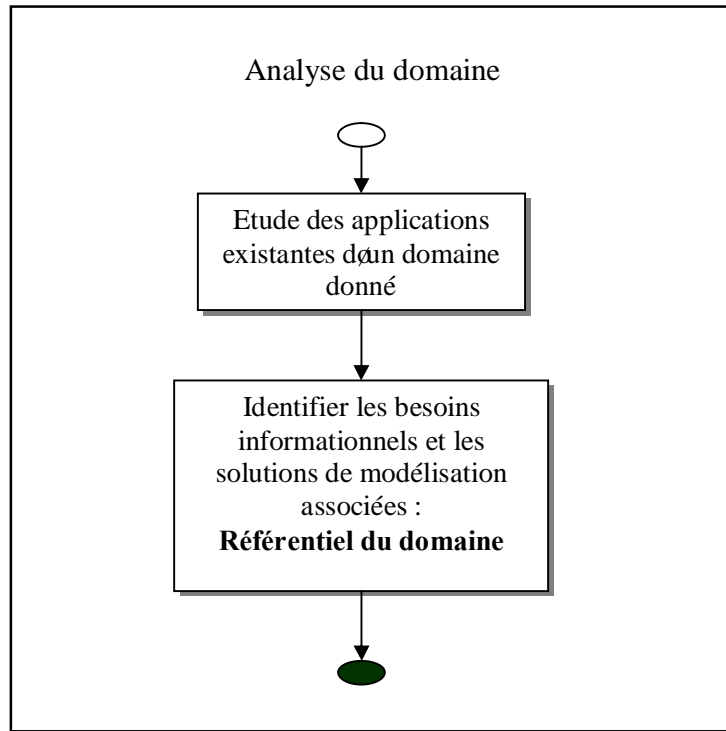 Analyse du domaine
Etude des applications
existantes døun domaine
donné
Identifier les besoins
informationnels et les
solutions de modélisation
associées :
Référentiel du domaine